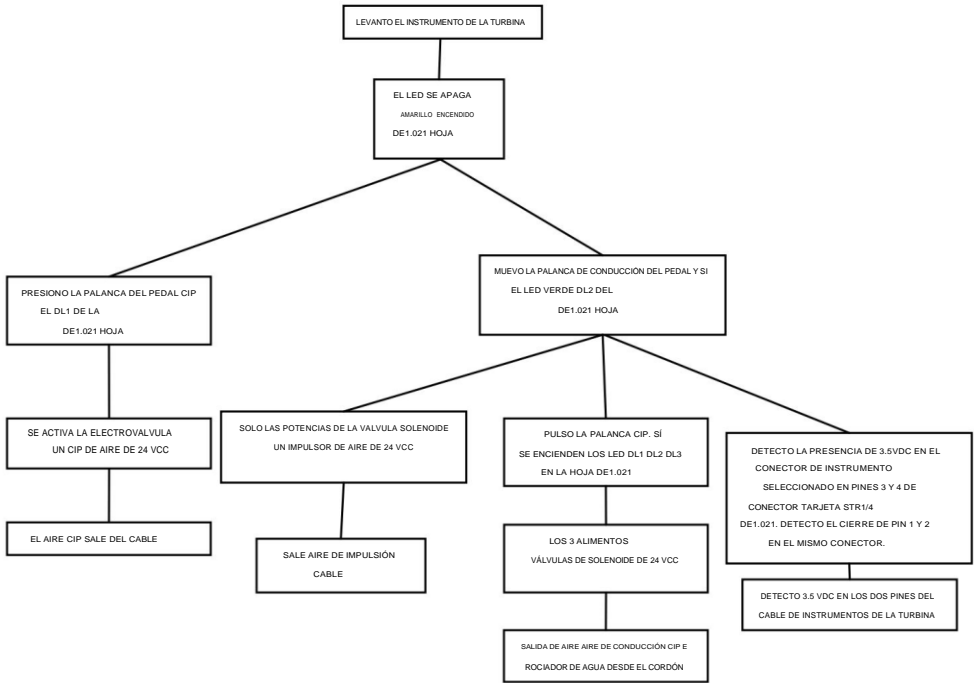 LEVANTO EL INSTRUMENTO DE LA TURBINA
EL LED SE APAGA
AMARILLO ENCENDIDO
DE1.021 HOJA
PRESIONO LA PALANCA DEL PEDAL CIP
EL DL1 DE LA
DE1.021 HOJA
MUEVO LA PALANCA DE CONDUCCIÓN DEL PEDAL Y SI
EL LED VERDE DL2 DEL
DE1.021 HOJA
SE ACTIVA LA ELECTROVALVULA
UN CIP DE AIRE DE 24 VCC
SOLO LAS POTENCIAS DE LA VALVULA SOLENOIDE
UN IMPULSOR DE AIRE DE 24 VCC
PULSO LA PALANCA CIP. SÍ
SE ENCIENDEN LOS LED DL1 DL2 DL3
EN LA HOJA DE1.021
DETECTO LA PRESENCIA DE 3.5VDC EN EL
CONECTOR DE INSTRUMENTO
SELECCIONADO EN PINES 3 Y 4 DE
CONECTOR TARJETA STR1/4
DE1.021. DETECTO EL CIERRE DE PIN 1 Y 2
EN EL MISMO CONECTOR.
EL AIRE CIP SALE DEL CABLE
SALE AIRE DE IMPULSIÓN
CABLE
LOS 3 ALIMENTOS
VÁLVULAS DE SOLENOIDE DE 24 VCC
DETECTO 3.5 VDC EN LOS DOS PINES DEL
CABLE DE INSTRUMENTOS DE LA TURBINA
SALIDA DE AIRE AIRE DE CONDUCCIÓN CIP E
ROCIADOR DE AGUA DESDE EL CORDÓN